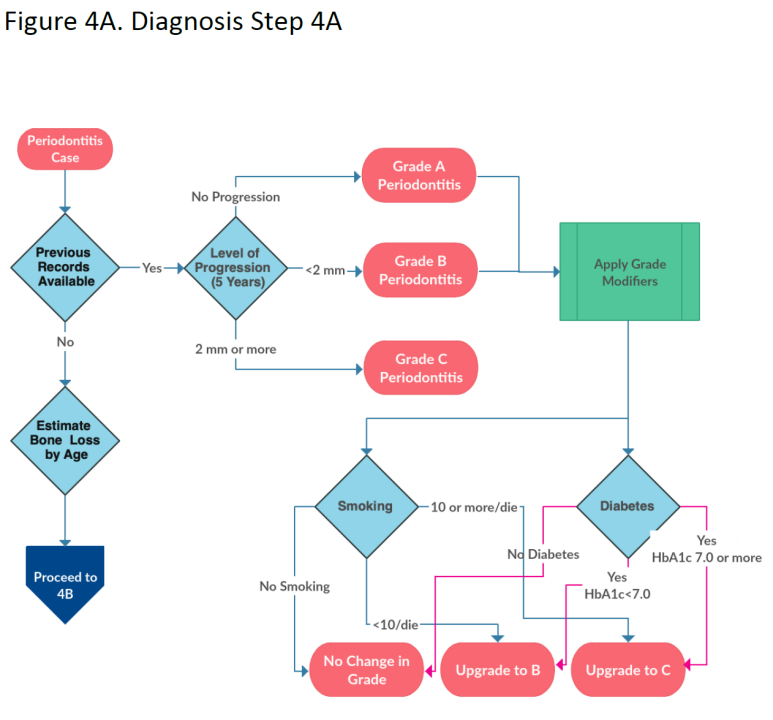 Figure 4A. Diagnosis Step 4A
Periodontitis
Case
Previous
Records
Available
Yes
Level of
Progression
(5 Years)
No Progression
<2 mm
2 mm or more
Grade A
Periodontitis
Grade B
Periodontitis
Grade C
Periodontitis
Apply Grade
Modifiers
No
Estimate
Bone Loss
by Age
Proceed to
4B
Smoking
10 or more/die
No Smoking
<10/die
Diabetes
No Diabetes
Yes
HbA1c<7.0
Yes
HbA1c 7.0 or more
No Change in
Grade
Upgrade to B
Upgrade to C